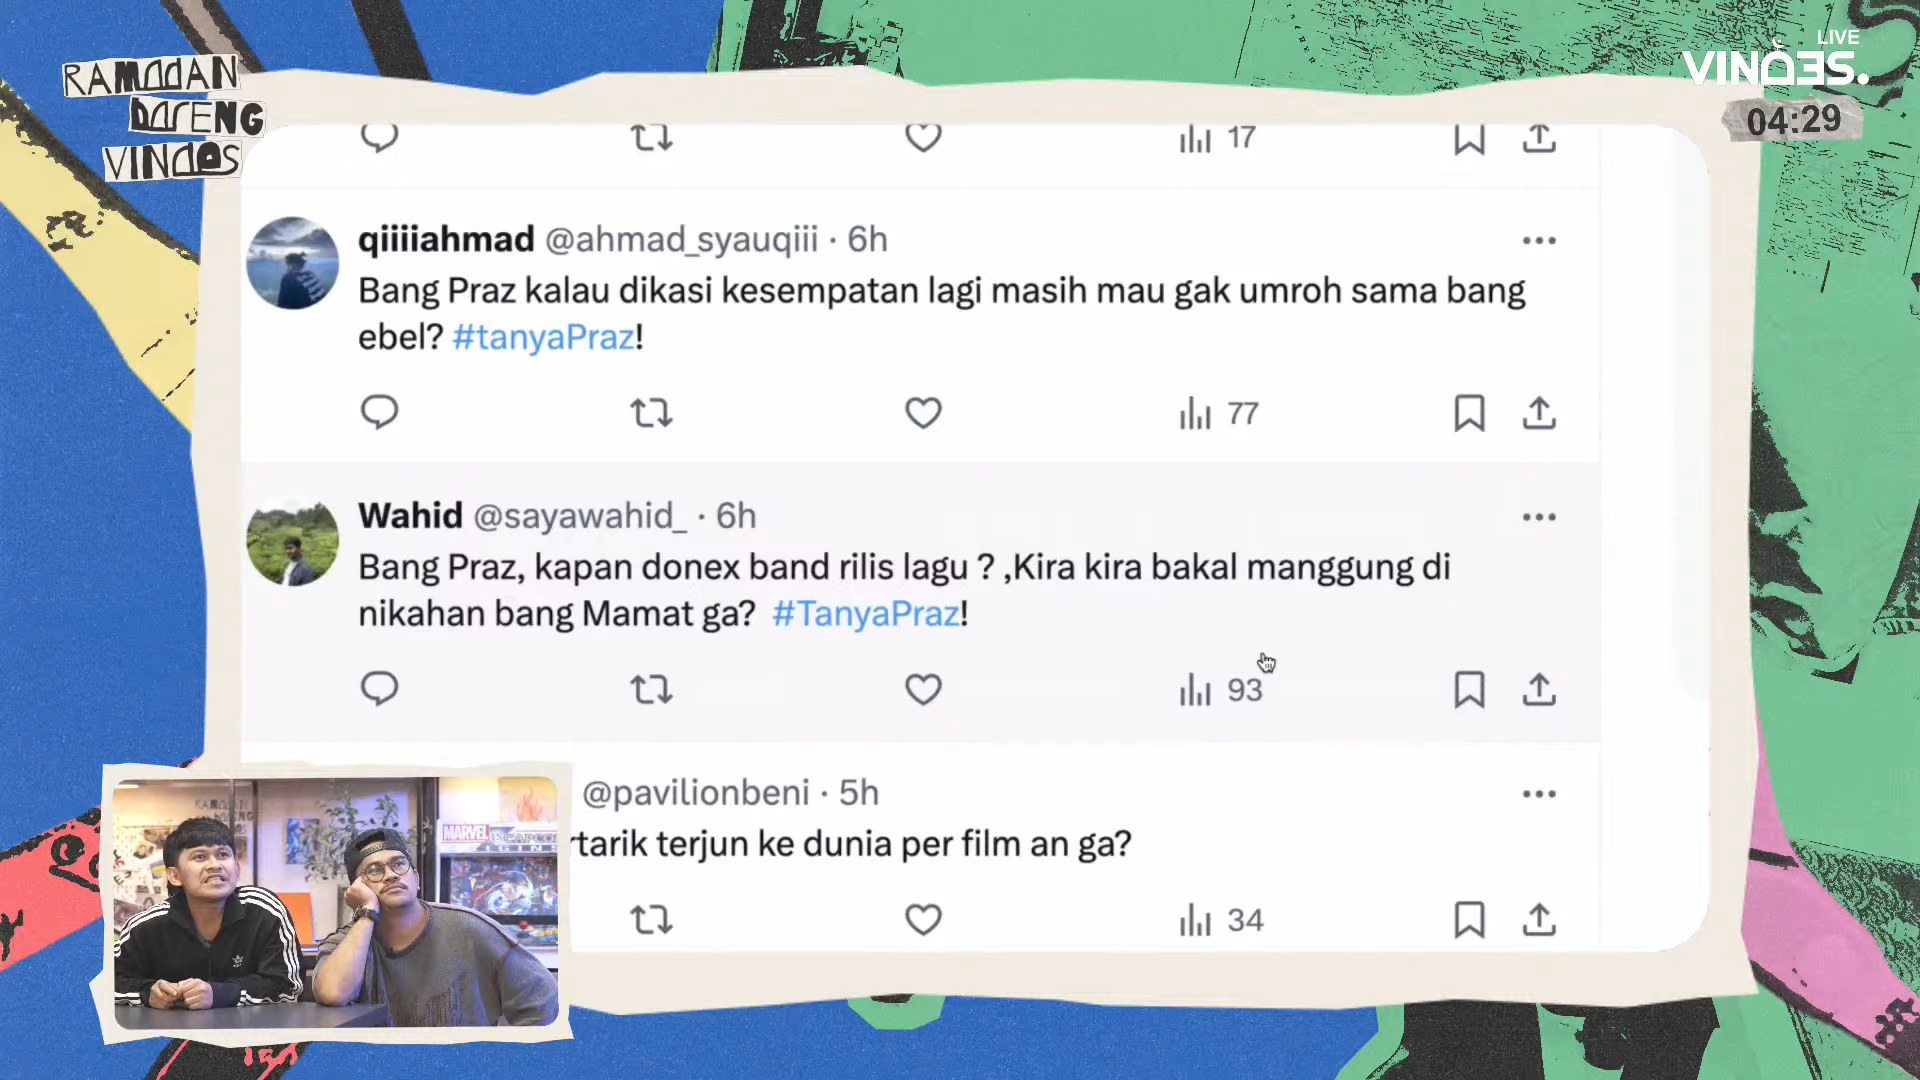 RAMADAN
BARENG
VINDES
LIVE
VINDES.
04:29
17
qiiiiahmad @ahmad_syauqiii · 6h
Bang Praz kalau dikasi kesempatan lagi masih mau gak umroh sama bang
ebel? #tanyaPraz!
77
Wahid @sayawahid_ · 6h
Bang Praz, kapan donex band rilis lagu ? ,Kira kira bakal manggung di
nikahan bang Mamat ga? #TanyaPraz!
93
@pavilionbeni · 5h
rtarik terjun ke dunia per film an ga?
34
MARVEL
CAPCOM